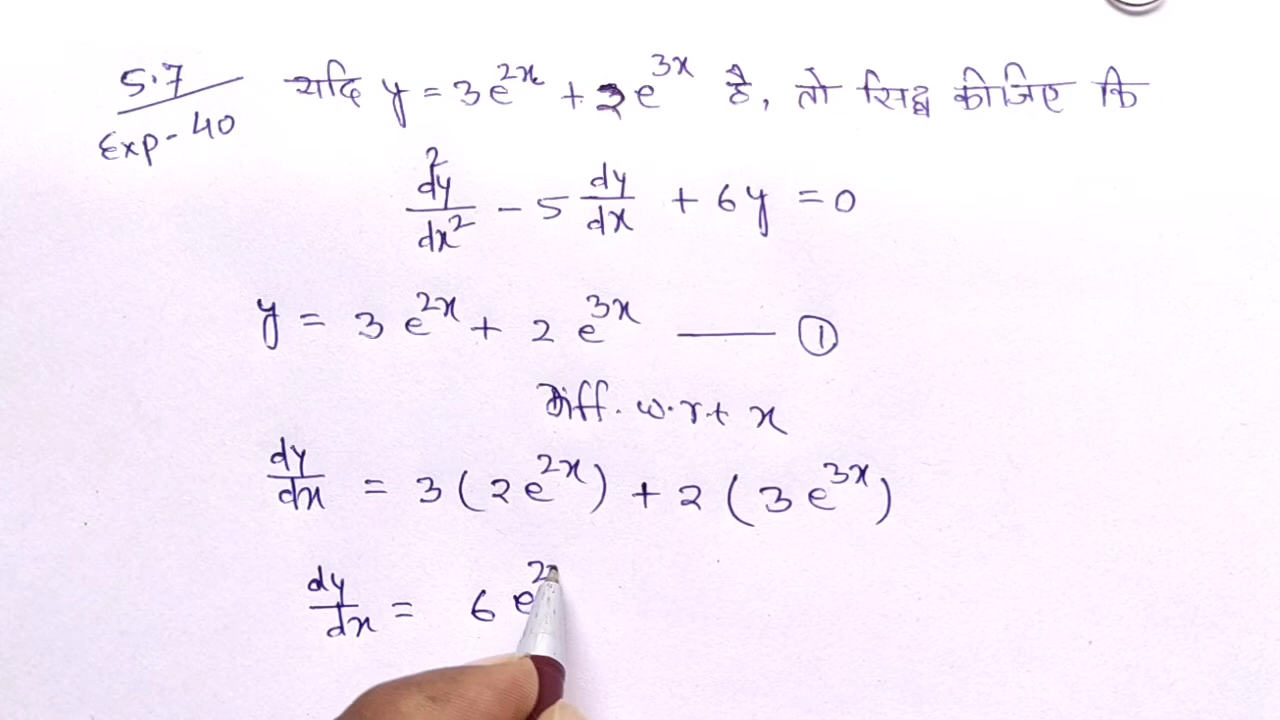 5.7 यदि y = 3e^{2x} + 2e^{3x} है, तो सिद्ध कीजिए कि
Exp- 40
d²y/dx² - 5 dy/dx + 6y = 0
y = 3e^{2x} + 2e^{3x} —— ①
Diff. w.r.t x
dy/dx = 3(2e^{2x}) + 2(3e^{3x})
dy/dx = 6e^2